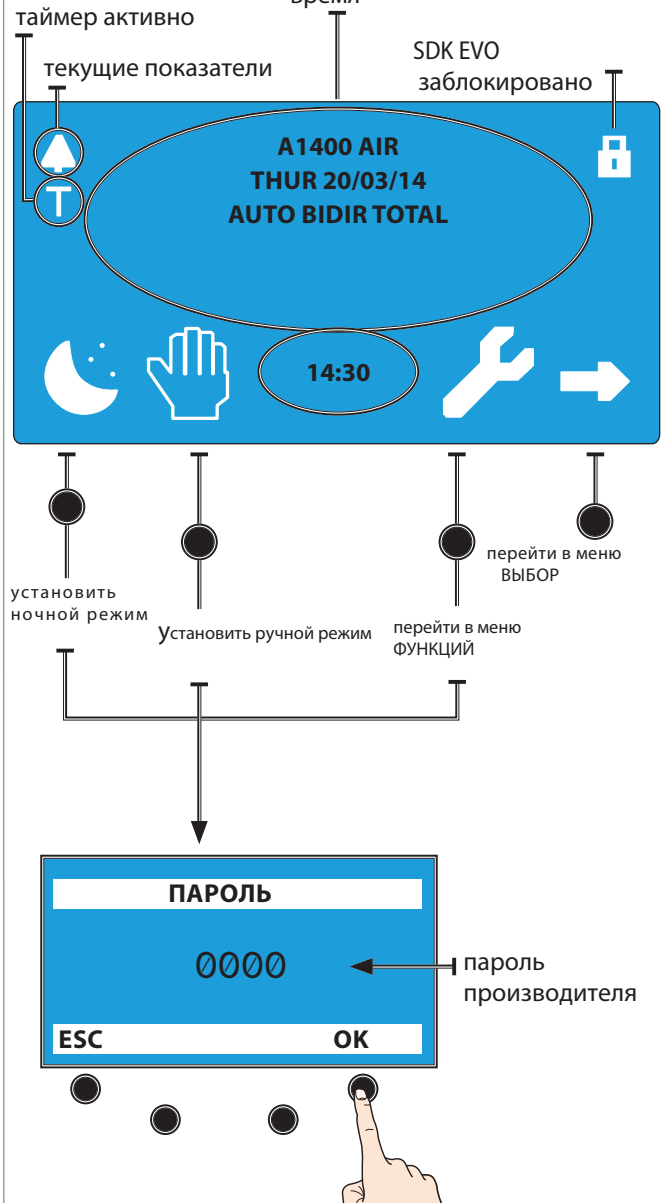 время
таймер активно
текущие показатели
SDK EVO
заблокировано
T
A1400 AIR
THUR 20/03/14
AUTO BIDIR TOTAL
14:30
установить
ночной режим
Установить ручной режим
перейти в меню
ФУНКЦИЙ
перейти в меню
ВЫБОР
ПАРОЛЬ
0000
пароль
производителя
ESC
OK